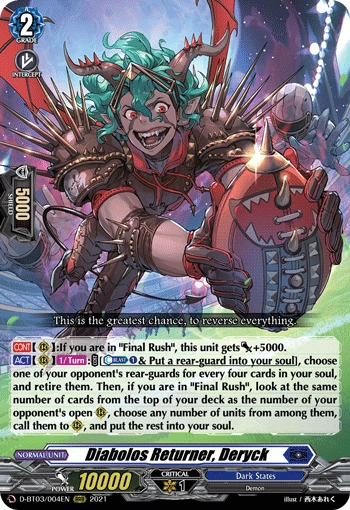 2
GRADE
INTERCEPT
5000
SHIELD
This is the greatest chance, to reverse everything.
CONT [ ]:If you are in "Final Rush", this unit gets +5000.
ACT [ ] 1/Turn : [ BLAST 1
& Put a rear-guard into your soul], choose
one of your opponent's rear-guards for every four cards in your soul,
and retire them. Then, if you are in "Final Rush", look at the same
number of cards from the top of your deck as the number of your
opponent's open , choose any number of units from among them,
call them to , and put the rest into your soul.
NORMAL UNIT
Diabolos Returner, Deryck
Dark States
Demon
POWER 10000
CRITICAL
1
D-BT03/004EN RRR 2021
illust / 西木あれく